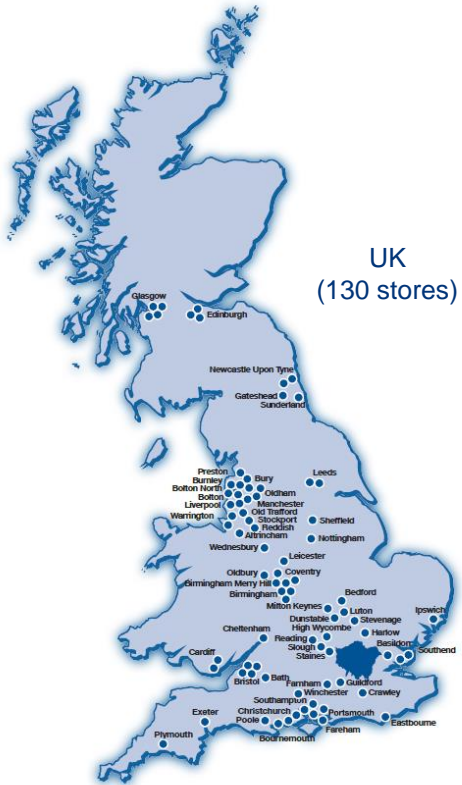 UK
(130 stores)
Glasgow
Edinburgh
Newcastle Upon Tyne
Gateshead
Sunderland
Preston
Burnley
Bury
Leeds
Bolton North
Oldham
Bolton
Manchester
Liverpool
Old Trafford
Warrington
Stockport
Sheffield
Reddish
Altrincham
Nottingham
Wednesbury
Leicester
Oldbury
Coventry
Birmingham Merry Hill
Birmingham
Bedford
Milton Keynes
Luton
Ipswich
Dunstable
Stevenage
Cheltenham
High Wycombe
Harlow
Reading
Basildon
Slough
Southend
Cardiff
Staines
Bristol
Bath
Farnham
Guildford
Winchester
Crawley
Southampton
Exeter
Christchurch
Portsmouth
Poole
Fareham
Eastbourne
Plymouth
Bournemouth